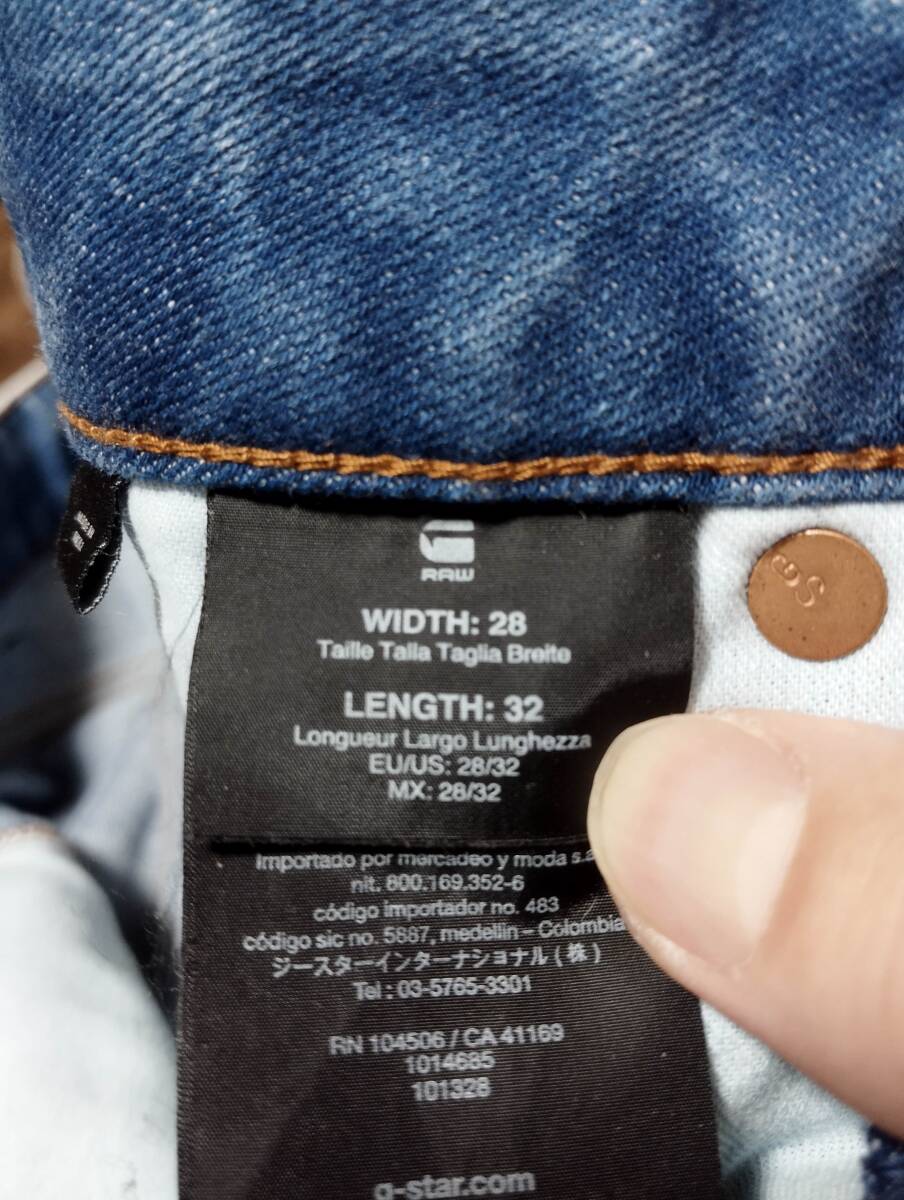 RAW
WIDTH: 28
Taille Talla Taglia Breite
LENGTH: 32
Longueur Largo Lunghezza
EU/US: 28/32
MX: 28/32
Importado por mercadeo y moda s.a
nit. 800.169.352-6
código importador no. 483
código sic no. 5887, medellin – Colombia
ジースターインターナショナル(株)
Tel : 03-5765-3301
RN 104506 / CA 41169
1014685
101328
g-star.com